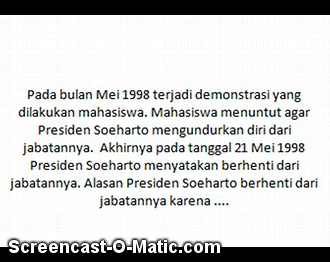 Pada bulan Mei 1998 terjadi demonstrasi yang
dilakukan mahasiswa. Mahasiswa menuntut agar
Presiden Soeharto mengundurkan diri dari
jabatannya.  Akhirnya pada tanggal 21 Mei 1998
Presiden Soeharto menyatakan berhenti dari
jabatannya. Alasan Presiden Soeharto berhenti dari
jabatannya karena ....
Screencast-O-Matic.com